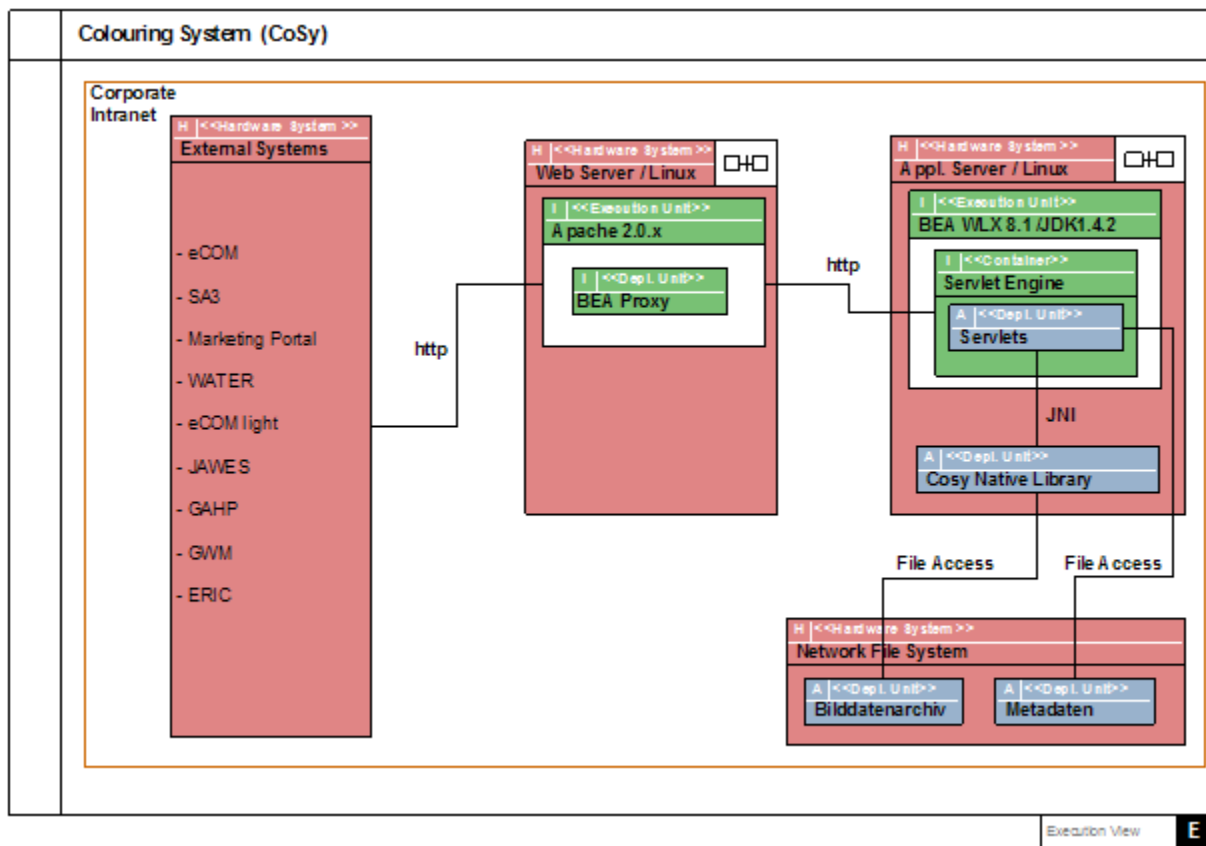 Colouring System (CoSy)
Corporate
Intranet
H <<Hardware System >>
External Systems
- eCOM
- SA3
- Marketing Portal
- WATER
- eCOM light
- JAWES
- GAHP
- GWM
- ERIC
http
H <<Hardware System >>
Web Server / Linux
I <<Execution Unit>>
Apache 2.0.x
I <<Depl. Unit>>
BEA Proxy
http
H <<Hardware System >>
Appl. Server / Linux
I <<Execution Unit>>
BEA WLX 8.1 /JDK1.4.2
I <<Container>>
Servlet Engine
A <<Depl. Unit>>
Servlets
JNI
A <<Depl. Unit>>
Cosy Native Library
File Access
File Access
H <<Hardware System >>
Network File System
A <<Depl. Unit>>
Bilddatenarchiv
A <<Depl. Unit>>
Metadaten
Execution View
E